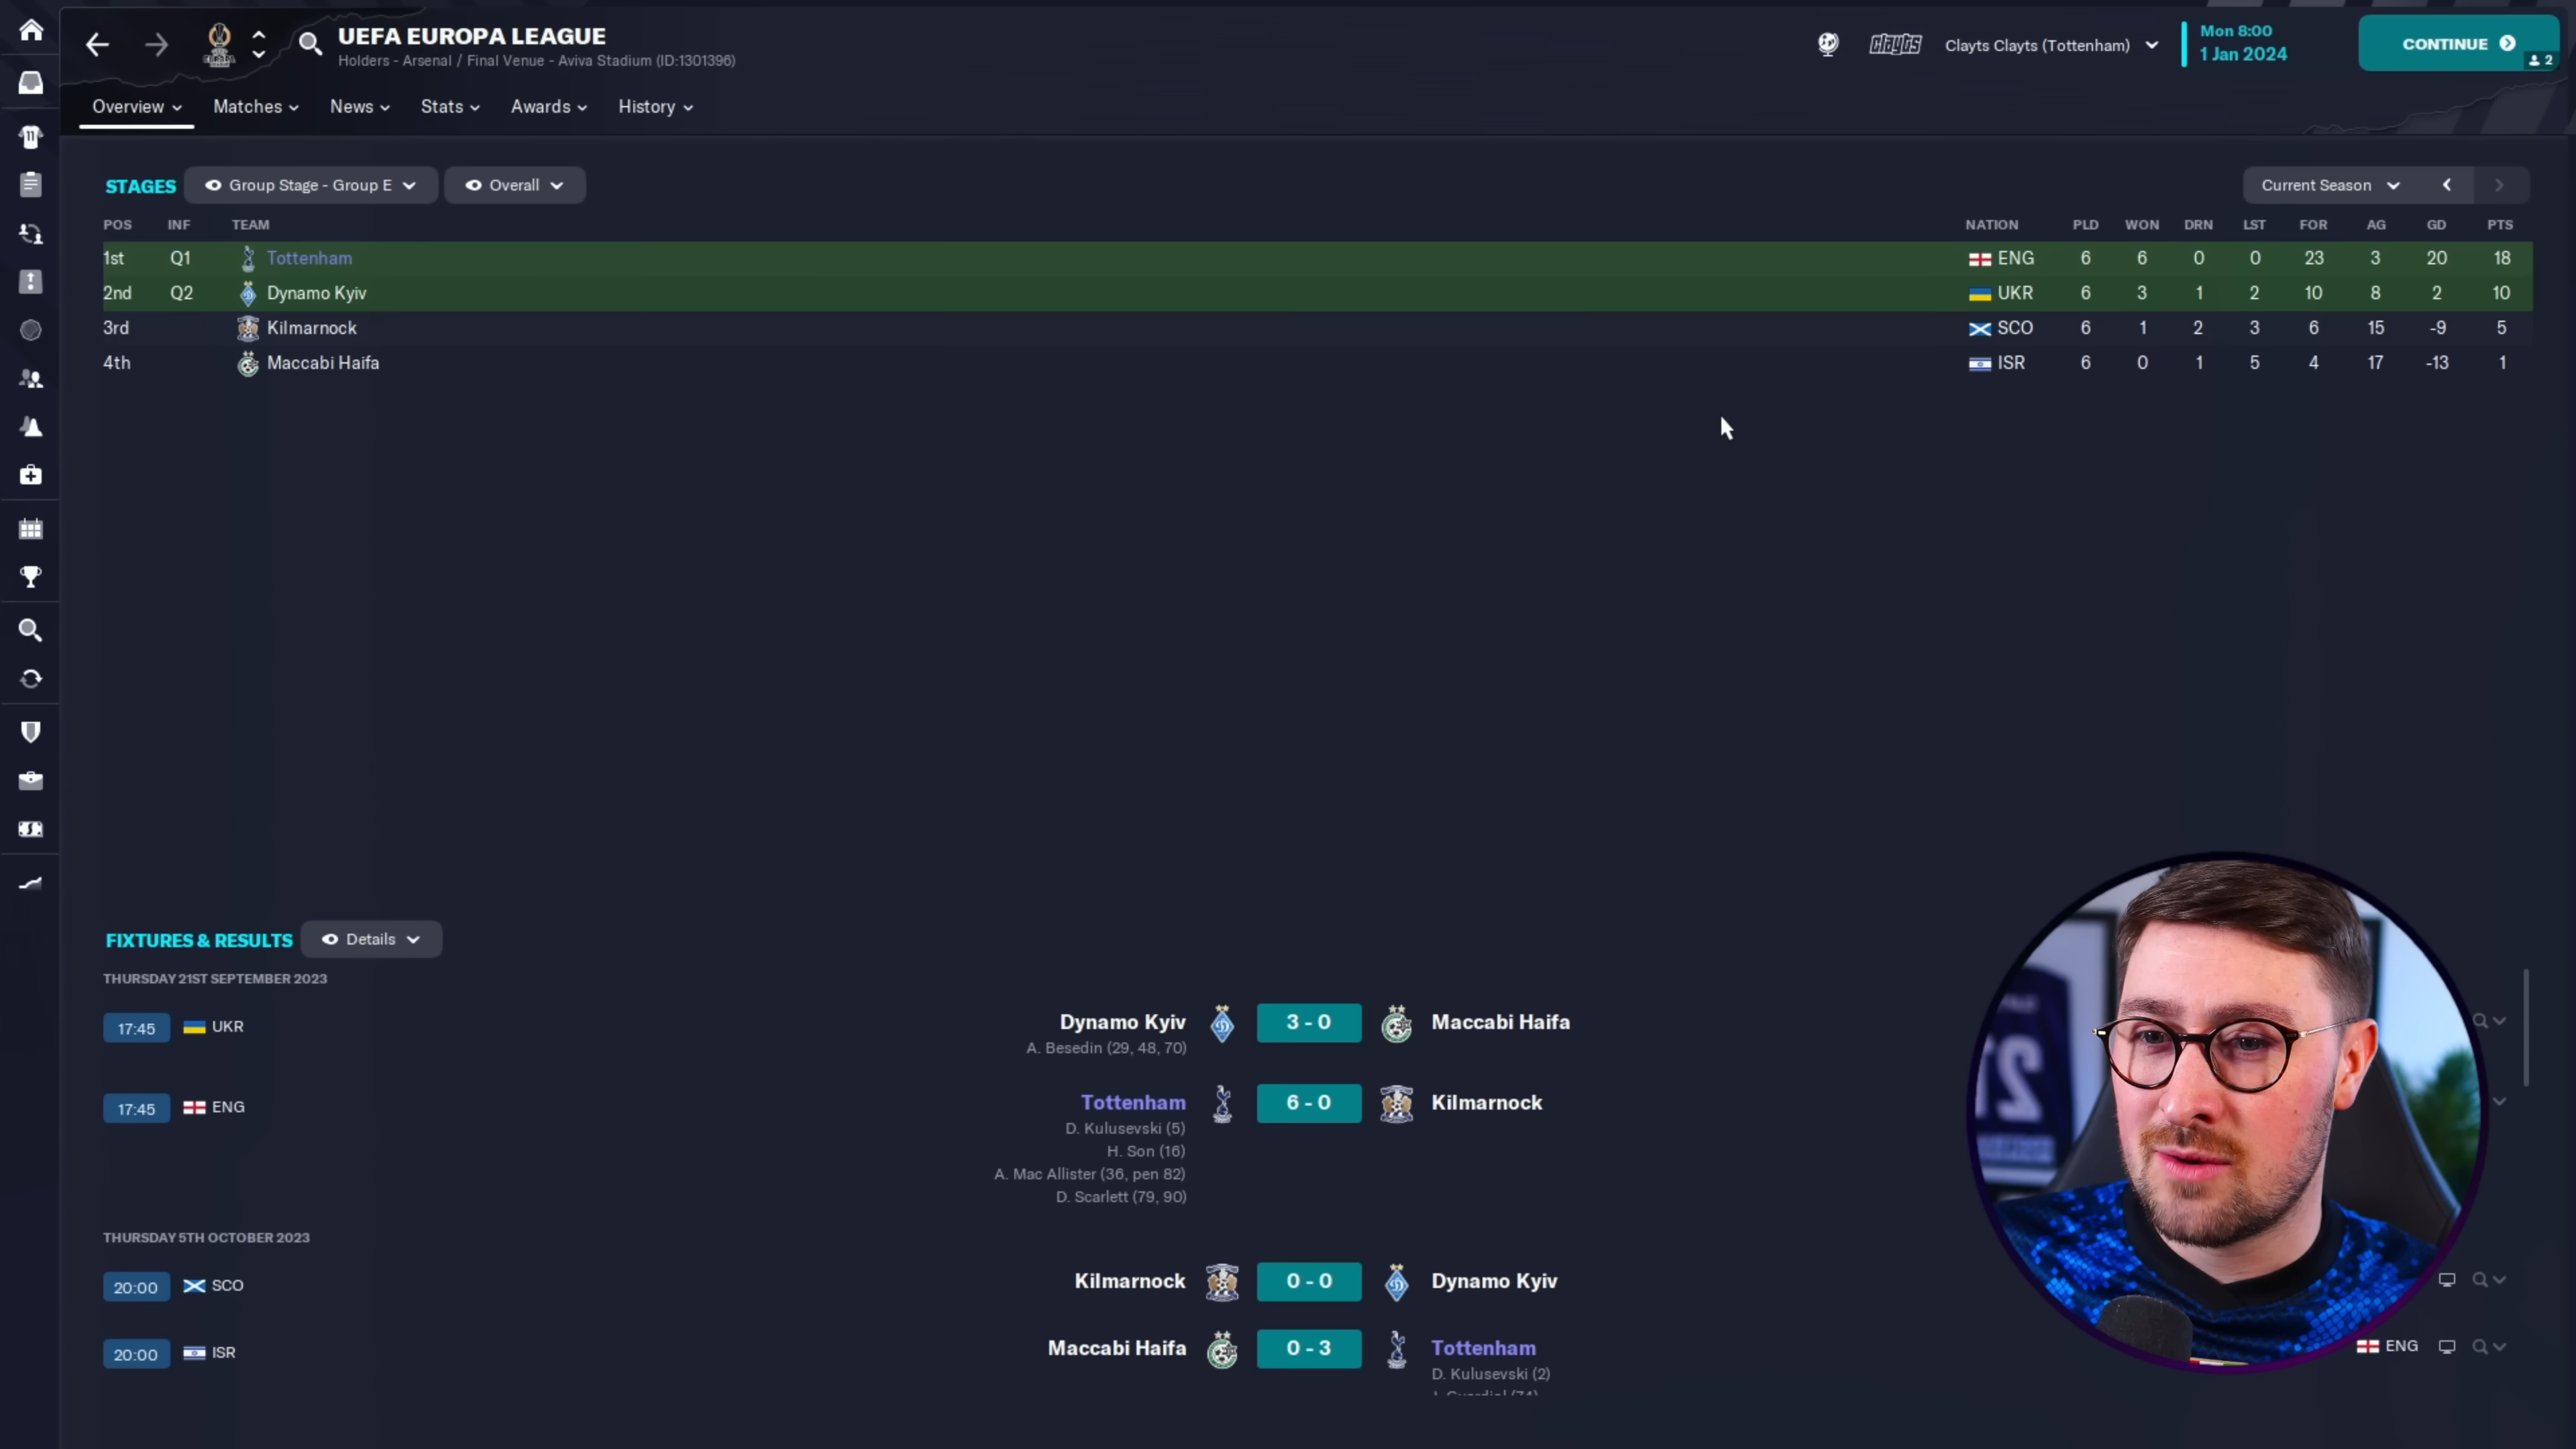 UEFA EUROPA LEAGUE
Holders - Arsenal / Final Venue - Aviva Stadium (ID:1301396)
clayts
Clayts Clayts (Tottenham)
Mon 8:00
1 Jan 2024
CONTINUE
2
Overview Matches News Stats Awards History
STAGES Group Stage - Group E Overall Current Season
POS INF TEAM NATION PLD WON DRN LST FOR AG GD PTS
1st Q1 Tottenham ENG 6 6 0 0 23 3 20 18
2nd Q2 Dynamo Kyiv UKR 6 3 1 2 10 8 2 10
3rd Kilmarnock SCO 6 1 2 3 6 15 -9 5
4th Maccabi Haifa ISR 6 0 1 5 4 17 -13 1
FIXTURES & RESULTS Details
THURSDAY 21ST SEPTEMBER 2023
17:45 UKR Dynamo Kyiv 3 - 0 Maccabi Haifa
A. Besedin (29, 48, 70)
17:45 ENG Tottenham 6 - 0 Kilmarnock
D. Kulusevski (5)
H. Son (16)
A. Mac Allister (36, pen 82)
D. Scarlett (79, 90)
THURSDAY 5TH OCTOBER 2023
20:00 SCO Kilmarnock 0 - 0 Dynamo Kyiv
20:00 ISR Maccabi Haifa 0 - 3 Tottenham ENG
D. Kulusevski (2)